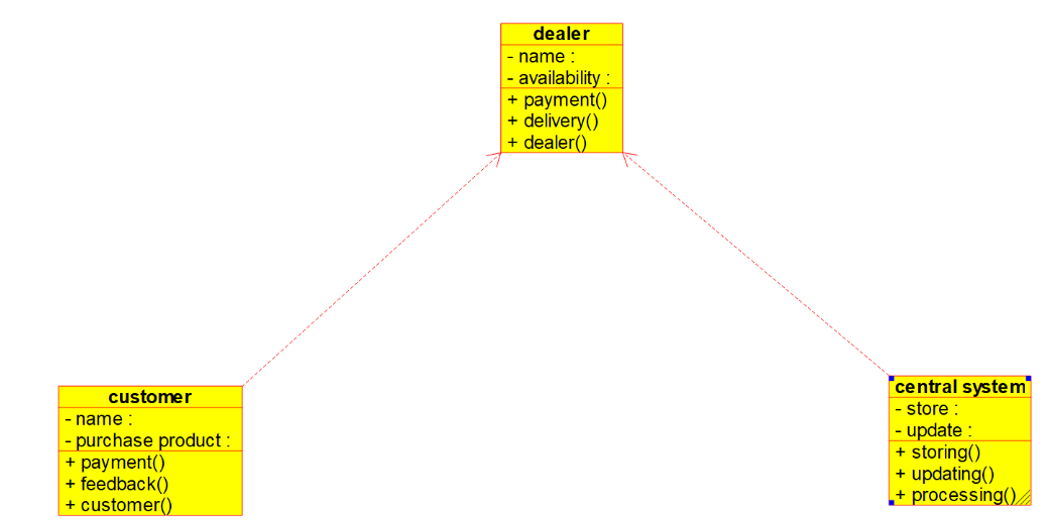 dealer
- name :
- availability :
+ payment()
+ delivery()
+ dealer()
customer
- name :
- purchase product :
+ payment()
+ feedback()
+ customer()
central system
- store :
- update :
+ storing()
+ updating()
+ processing()